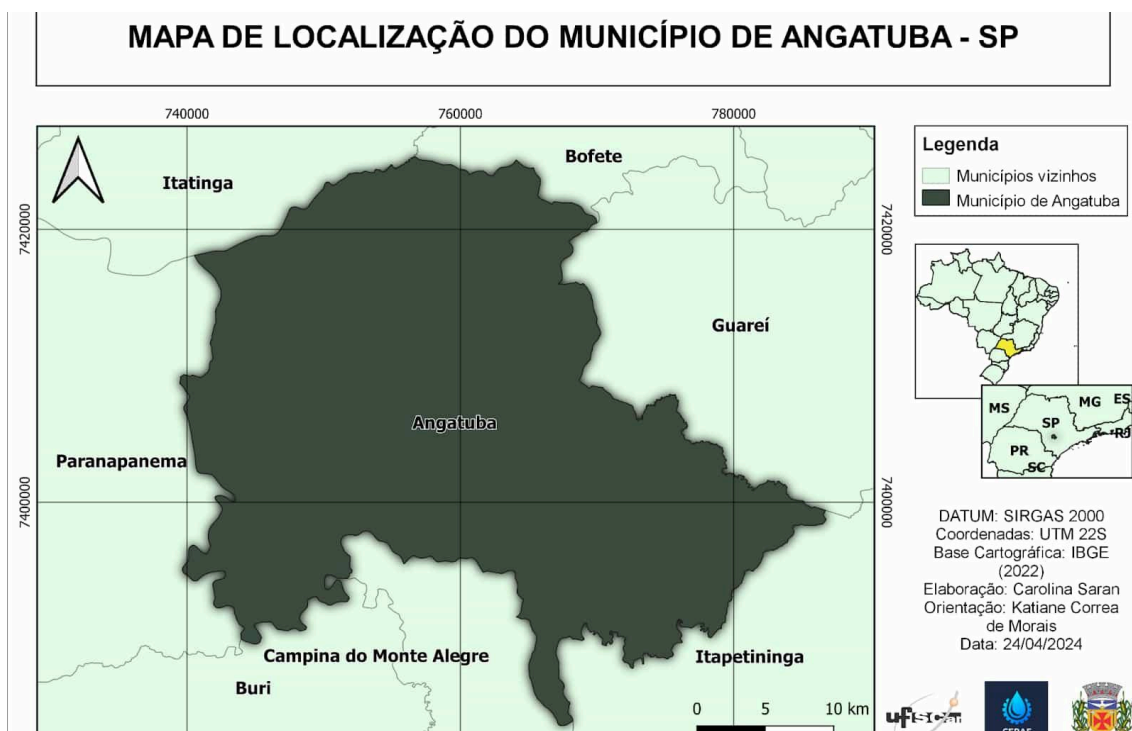 MAPA DE LOCALIZAÇÃO DO MUNICÍPIO DE ANGATUBA - SP
740000
760000
780000
Bofete
Itatinga
7420000
7420000
Guareí
Angatuba
Paranapanema
7400000
7400000
Campina do Monte Alegre
Itapetininga
Buri
0 5 10 km
Legenda
Municípios vizinhos
Município de Angatuba
MS
MG
ES
SP
RJ
PR
SC
DATUM: SIRGAS 2000
Coordenadas: UTM 22S
Base Cartográfica: IBGE
(2022)
Elaboração: Carolina Saran
Orientação: Katiane Correa
de Morais
Data: 24/04/2024
ufscar